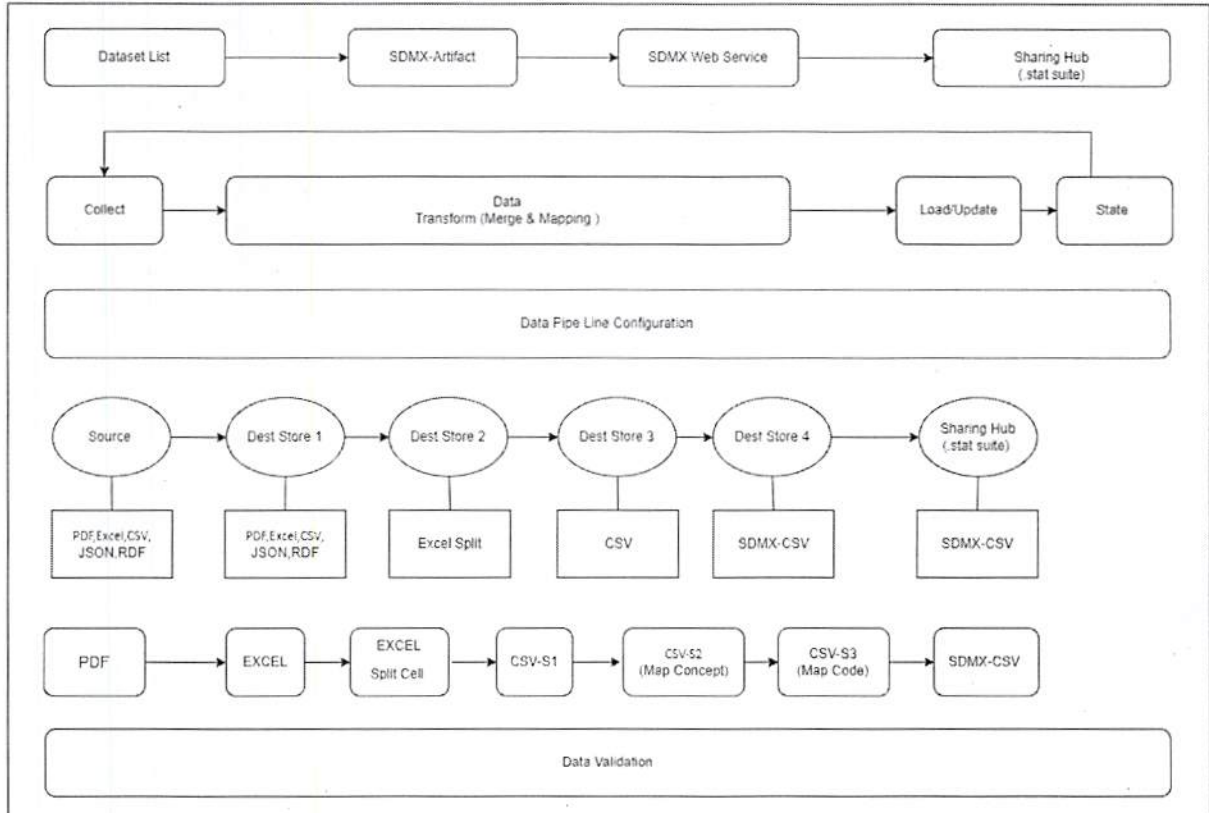 Dataset List
SDMX-Artifact
SDMX Web Service
Sharing Hub
(.stat suite)
Collect
Data
Transform (Merge & Mapping )
Load/Update
State
Data Pipe Line Configuration
Source
Dest Store 1
Dest Store 2
Dest Store 3
Dest Store 4
Sharing Hub
(.stat suite)
PDF,Excel,CSV,
JSON,RDF
PDF,Excel,CSV,
JSON,RDF
Excel Split
CSV
SDMX-CSV
SDMX-CSV
PDF
EXCEL
EXCEL
Split Cell
CSV-S1
CSV-S2
(Map Concept)
CSV-S3
(Map Code)
SDMX-CSV
Data Validation